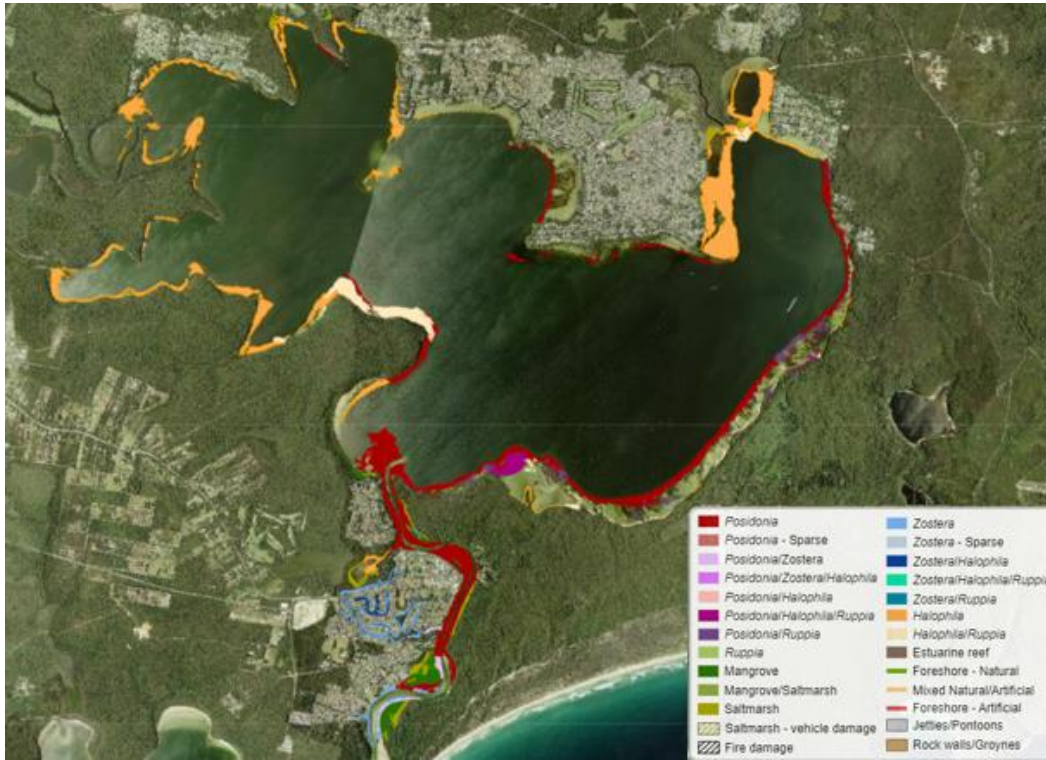 Posidonia
Posidonia - Sparse
Posidonia/Zostera
Posidonia/Zostera/Halophila
Posidonia/Halophila
Posidonia/Halophila/Ruppia
Posidonia/Ruppia
Ruppia
Mangrove
Mangrove/Saltmarsh
Saltmarsh
Saltmarsh - vehicle damage
Fire damage
Zostera
Zostera - Sparse
Zostera/Halophila
Zostera/Halophila/Ruppia
Zostera/Ruppia
Halophila
Halophila/Ruppia
Estuarine reef
Foreshore - Natural
Mixed Natural/Artificial
Foreshore - Artificial
Jetties/Pontoons
Rock walls/Groynes